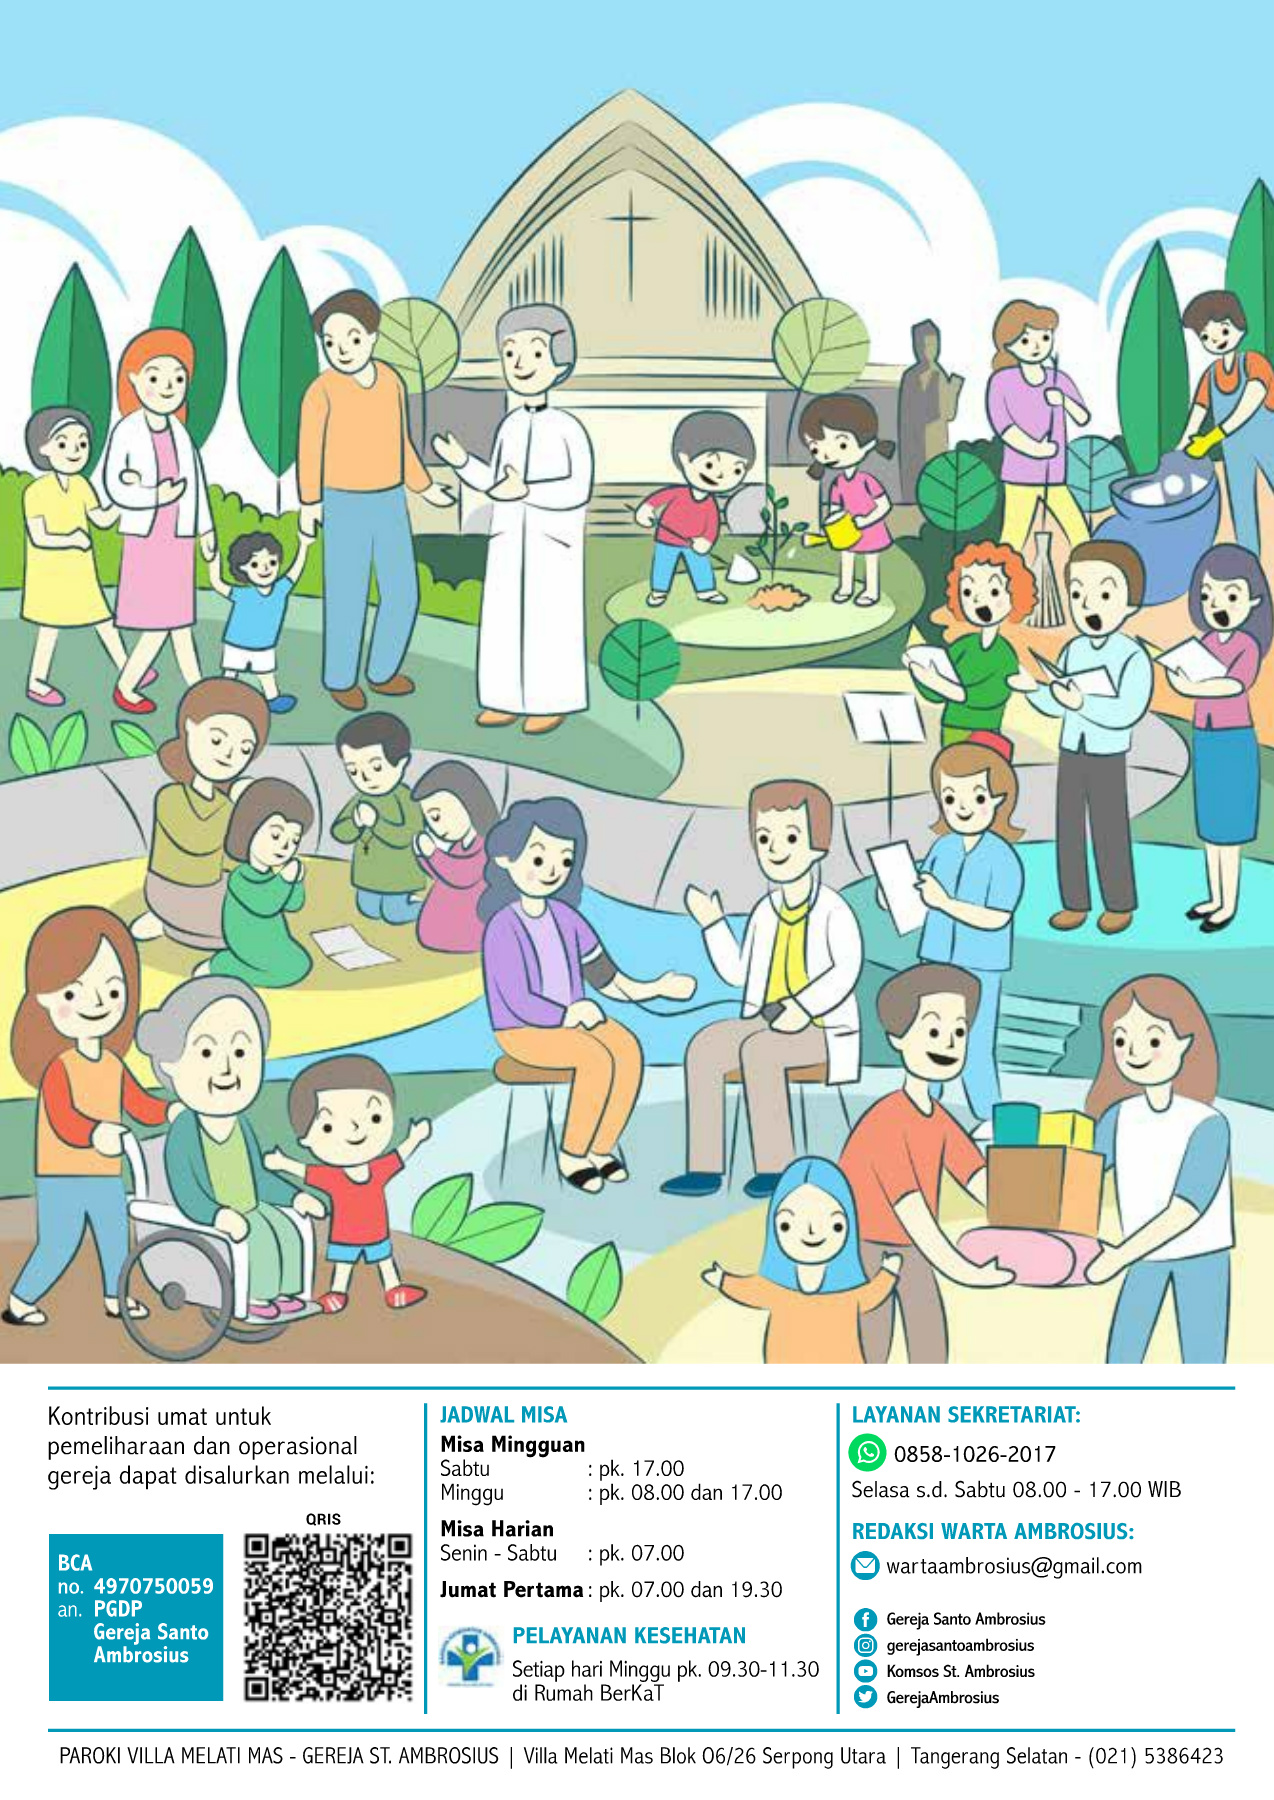 Kontribusi umat untuk
pemeliharaan dan operasional
gereja dapat disalurkan melalui:
QRIS
BCA
no. 4970750059
an. PGDP
Gereja Santo
Ambrosius
JADWAL MISA
Misa Mingguan
Sabtu : pk. 17.00
Minggu : pk. 08.00 dan 17.00
Misa Harian
Senin - Sabtu : pk. 07.00
Jumat Pertama : pk. 07.00 dan 19.30
PELAYANAN KESEHATAN
Setiap hari Minggu pk. 09.30-11.30
di Rumah BerKaT
LAYANAN SEKRETARIAT:
0858-1026-2017
Selasa s.d. Sabtu 08.00 - 17.00 WIB
REDAKSI WARTA AMBROSIUS:
wartaambrosius@gmail.com
Gereja Santo Ambrosius
gerejasantoambrosius
Komsos St. Ambrosius
GerejaAmbrosius
PAROKI VILLA MELATI MAS - GEREJA ST. AMBROSIUS | Villa Melati Mas Blok O6/26 Serpong Utara | Tangerang Selatan - (021) 5386423